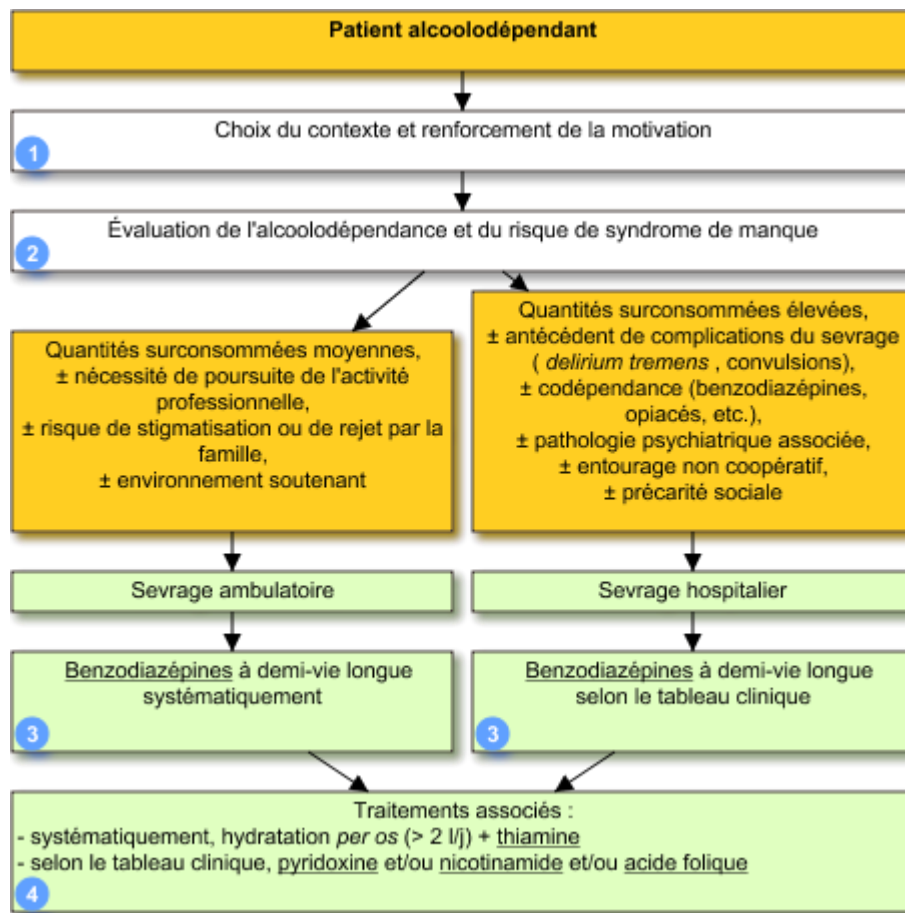 Patient alcoolodépendant
Choix du contexte et renforcement de la motivation
1
Évaluation de l'alcoolodépendance et du risque de syndrome de manque
2
Quantités surconsommées moyennes,
± nécessité de poursuite de l'activité
professionnelle,
± risque de stigmatisation ou de rejet par la
famille,
± environnement soutenant
Quantités surconsommées élevées,
± antécédent de complications du sevrage
( delirium tremens , convulsions),
± codépendance (benzodiazépines,
opiacés, etc.),
± pathologie psychiatrique associée,
± entourage non coopératif,
± précarité sociale
Sevrage ambulatoire
Sevrage hospitalier
Benzodiazépines à demi-vie longue
systématiquement
3
Benzodiazépines à demi-vie longue
selon le tableau clinique
3
Traitements associés :
- systématiquement, hydratation per os (> 2 l/j) + thiamine
- selon le tableau clinique, pyridoxine et/ou nicotinamide et/ou acide folique
4